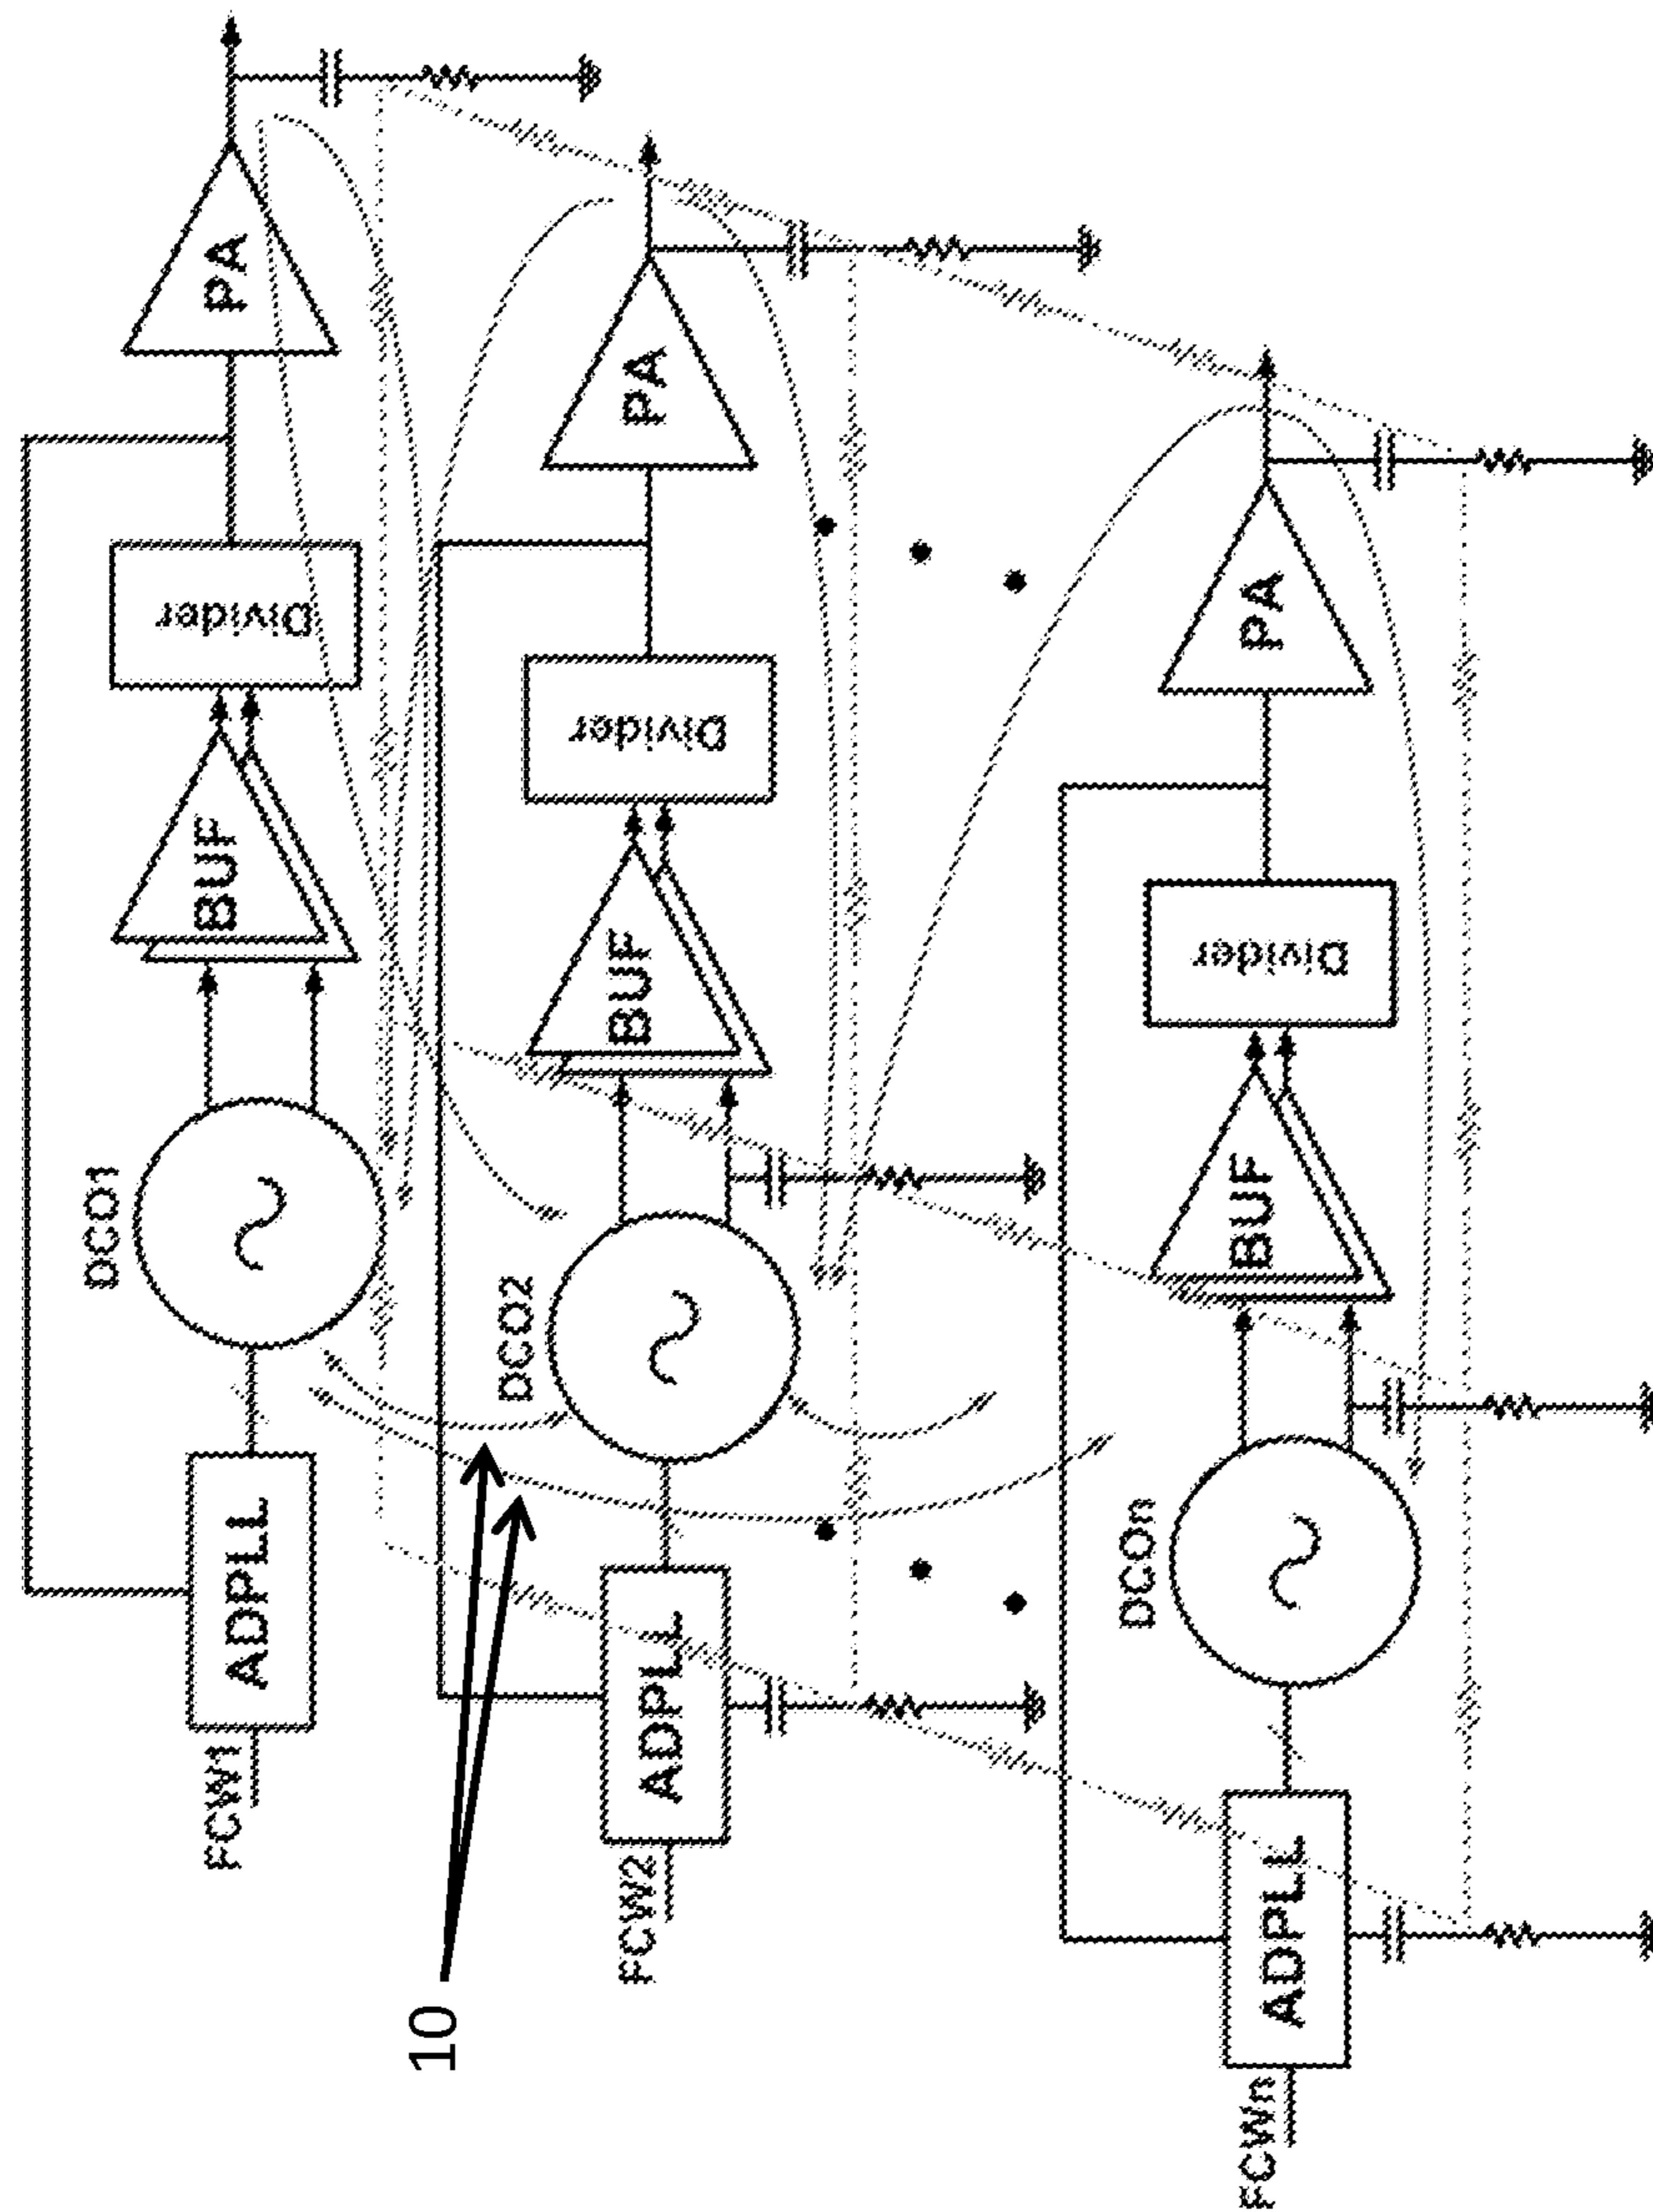 FCW1
ADPLL
DCO1
BUF
Divider
PA
10
FCW2
ADPLL
DCO2
BUF
Divider
PA
FCWn
ADPLL
DCOn
BUF
Divider
PA